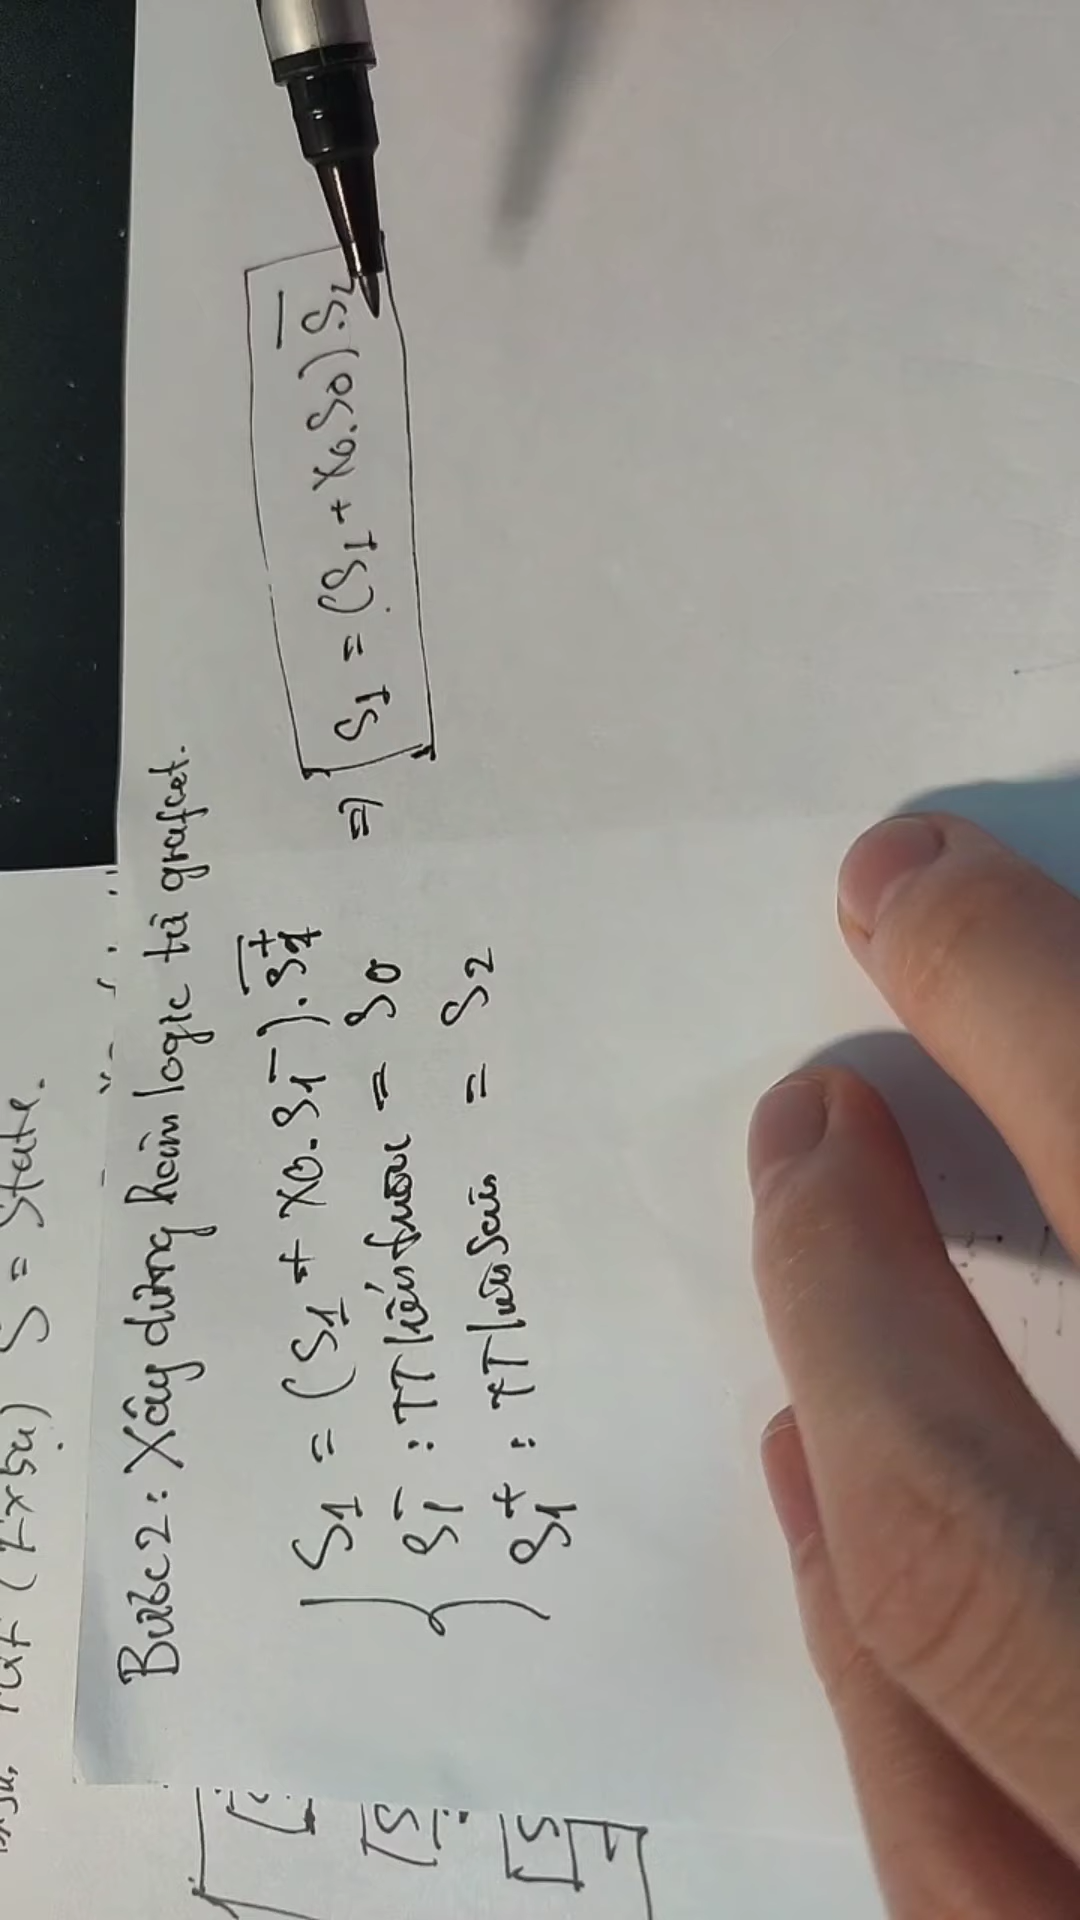 S = State.
Bước 2: Xây dựng hàm logic từ grafcet.
S1 = (S1 + X0.S1⁻).S̅1̅⁺ ⇒ S1 = (S1 + X0.S0).S̅2̅
S1⁻ : TT liền trước = S0
S1⁺ : TT liền sau = S2